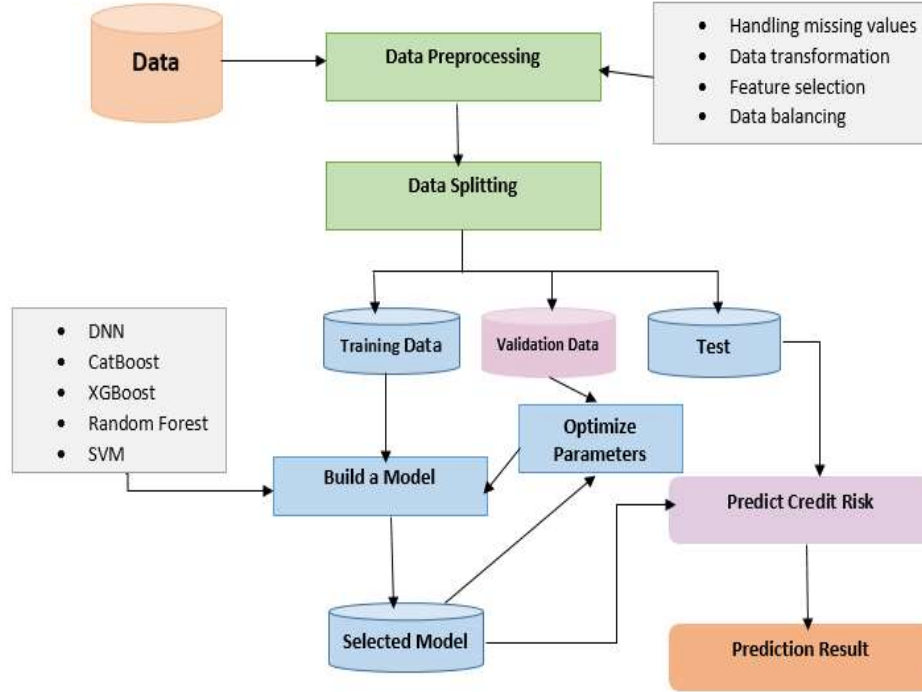 Data
Data Preprocessing
• Handling missing values
• Data transformation
• Feature selection
• Data balancing
Data Splitting
Training Data
Validation Data
Test
• DNN
• CatBoost
• XGBoost
• Random Forest
• SVM
Optimize
Parameters
Build a Model
Predict Credit Risk
Selected Model
Prediction Result